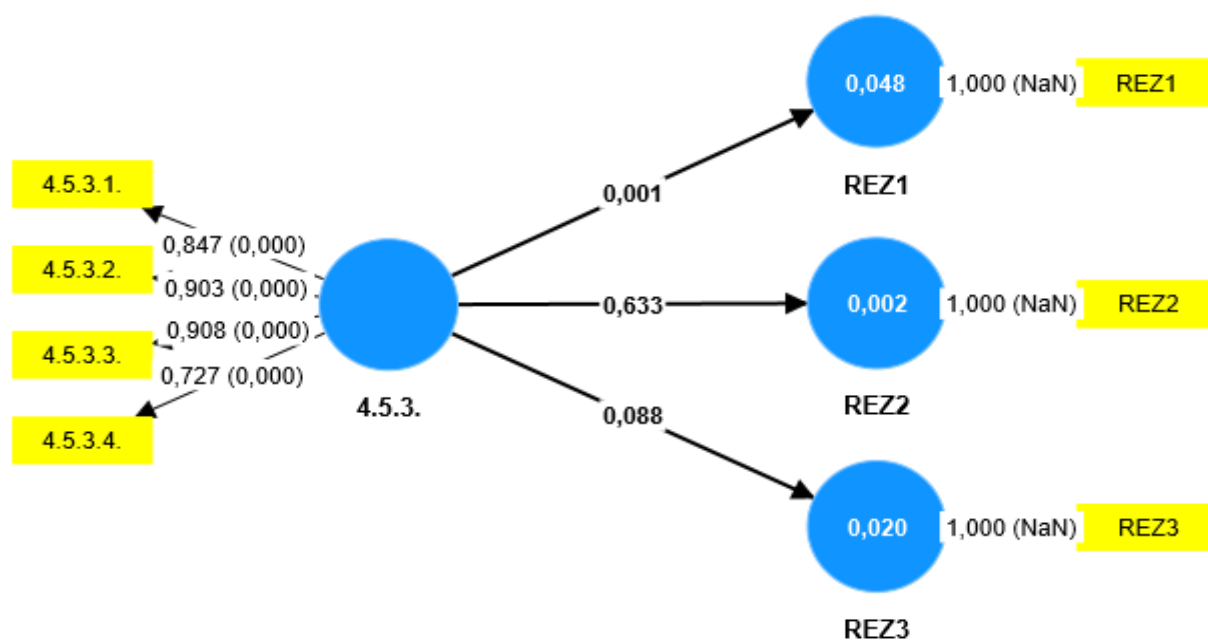 4.5.3.1.
4.5.3.2.
4.5.3.3.
4.5.3.4.
0,847 (0,000)
0,903 (0,000)
0,908 (0,000)
0,727 (0,000)
4.5.3.
0,001
0,633
0,088
0,048
1,000 (NaN)
REZ1
REZ1
0,002
1,000 (NaN)
REZ2
REZ2
0,020
1,000 (NaN)
REZ3
REZ3